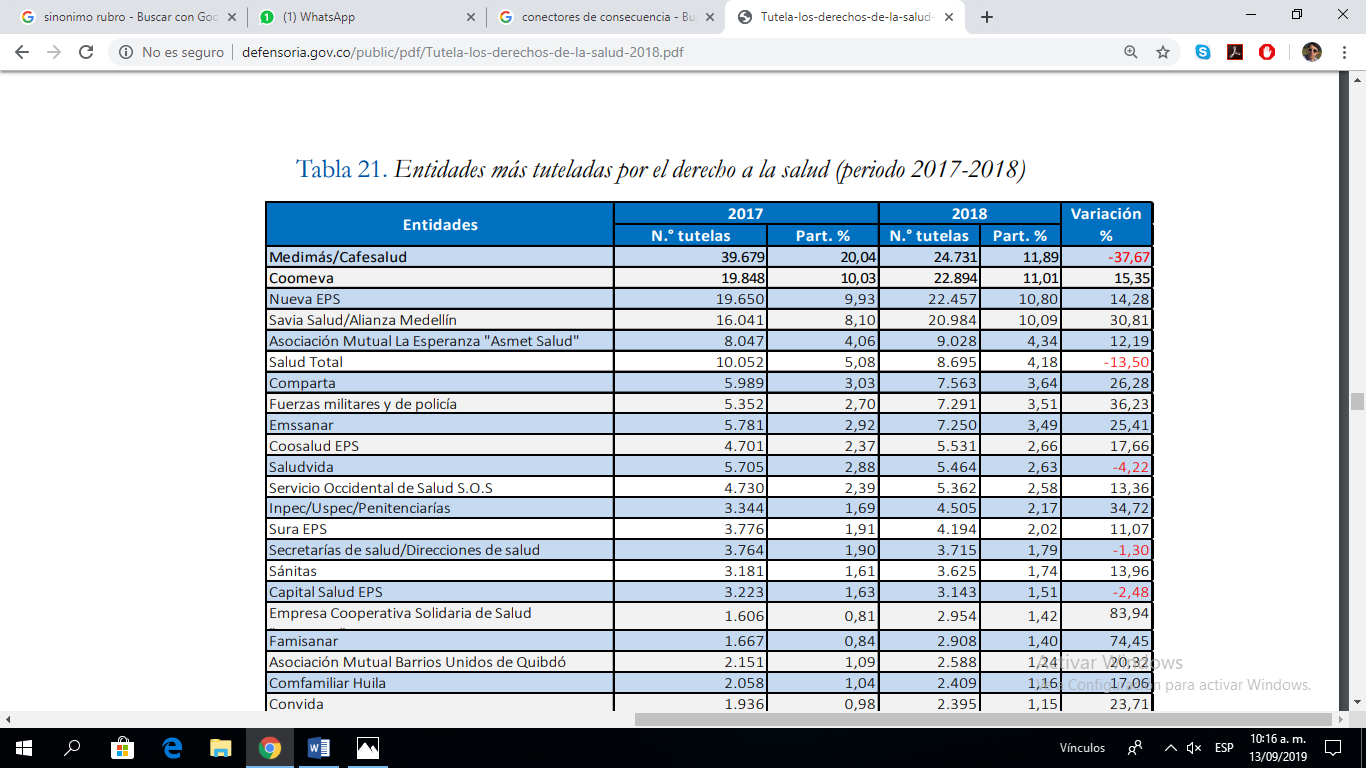 sinonimo rubro - Buscar con Goo
(1) WhatsApp
conectores de consecuencia - Bu
Tutela-los-derechos-de-la-salud-
No es seguro | defensoria.gov.co/public/pdf/Tutela-los-derechos-de-la-salud-2018.pdf
Tabla 21. Entidades más tuteladas por el derecho a la salud (periodo 2017-2018)
Entidades 2017 2018 Variación %
N.° tutelas Part. % N.° tutelas Part. %
Medimás/Cafesalud 39.679 20,04 24.731 11,89 -37,67
Coomeva 19.848 10,03 22.894 11,01 15,35
Nueva EPS 19.650 9,93 22.457 10,80 14,28
Savia Salud/Alianza Medellín 16.041 8,10 20.984 10,09 30,81
Asociación Mutual La Esperanza "Asmet Salud" 8.047 4,06 9.028 4,34 12,19
Salud Total 10.052 5,08 8.695 4,18 -13,50
Comparta 5.989 3,03 7.563 3,64 26,28
Fuerzas militares y de policía 5.352 2,70 7.291 3,51 36,23
Emssanar 5.781 2,92 7.250 3,49 25,41
Coosalud EPS 4.701 2,37 5.531 2,66 17,66
Saludvida 5.705 2,88 5.464 2,63 -4,22
Servicio Occidental de Salud S.O.S 4.730 2,39 5.362 2,58 13,36
Inpec/Uspec/Penitenciarías 3.344 1,69 4.505 2,17 34,72
Sura EPS 3.776 1,91 4.194 2,02 11,07
Secretarías de salud/Direcciones de salud 3.764 1,90 3.715 1,79 -1,30
Sánitas 3.181 1,61 3.625 1,74 13,96
Capital Salud EPS 3.223 1,63 3.143 1,51 -2,48
Empresa Cooperativa Solidaria de Salud 1.606 0,81 2.954 1,42 83,94
Famisanar 1.667 0,84 2.908 1,40 74,45
Asociación Mutual Barrios Unidos de Quibdó 2.151 1,09 2.588 1,24 20,32
Comfamiliar Huila 2.058 1,04 2.409 1,16 17,06
Convida 1.936 0,98 2.395 1,15 23,71
Activar Windows
Configuración para activar Windows.
Vínculos
ESP
10:16 a. m.
13/09/2019